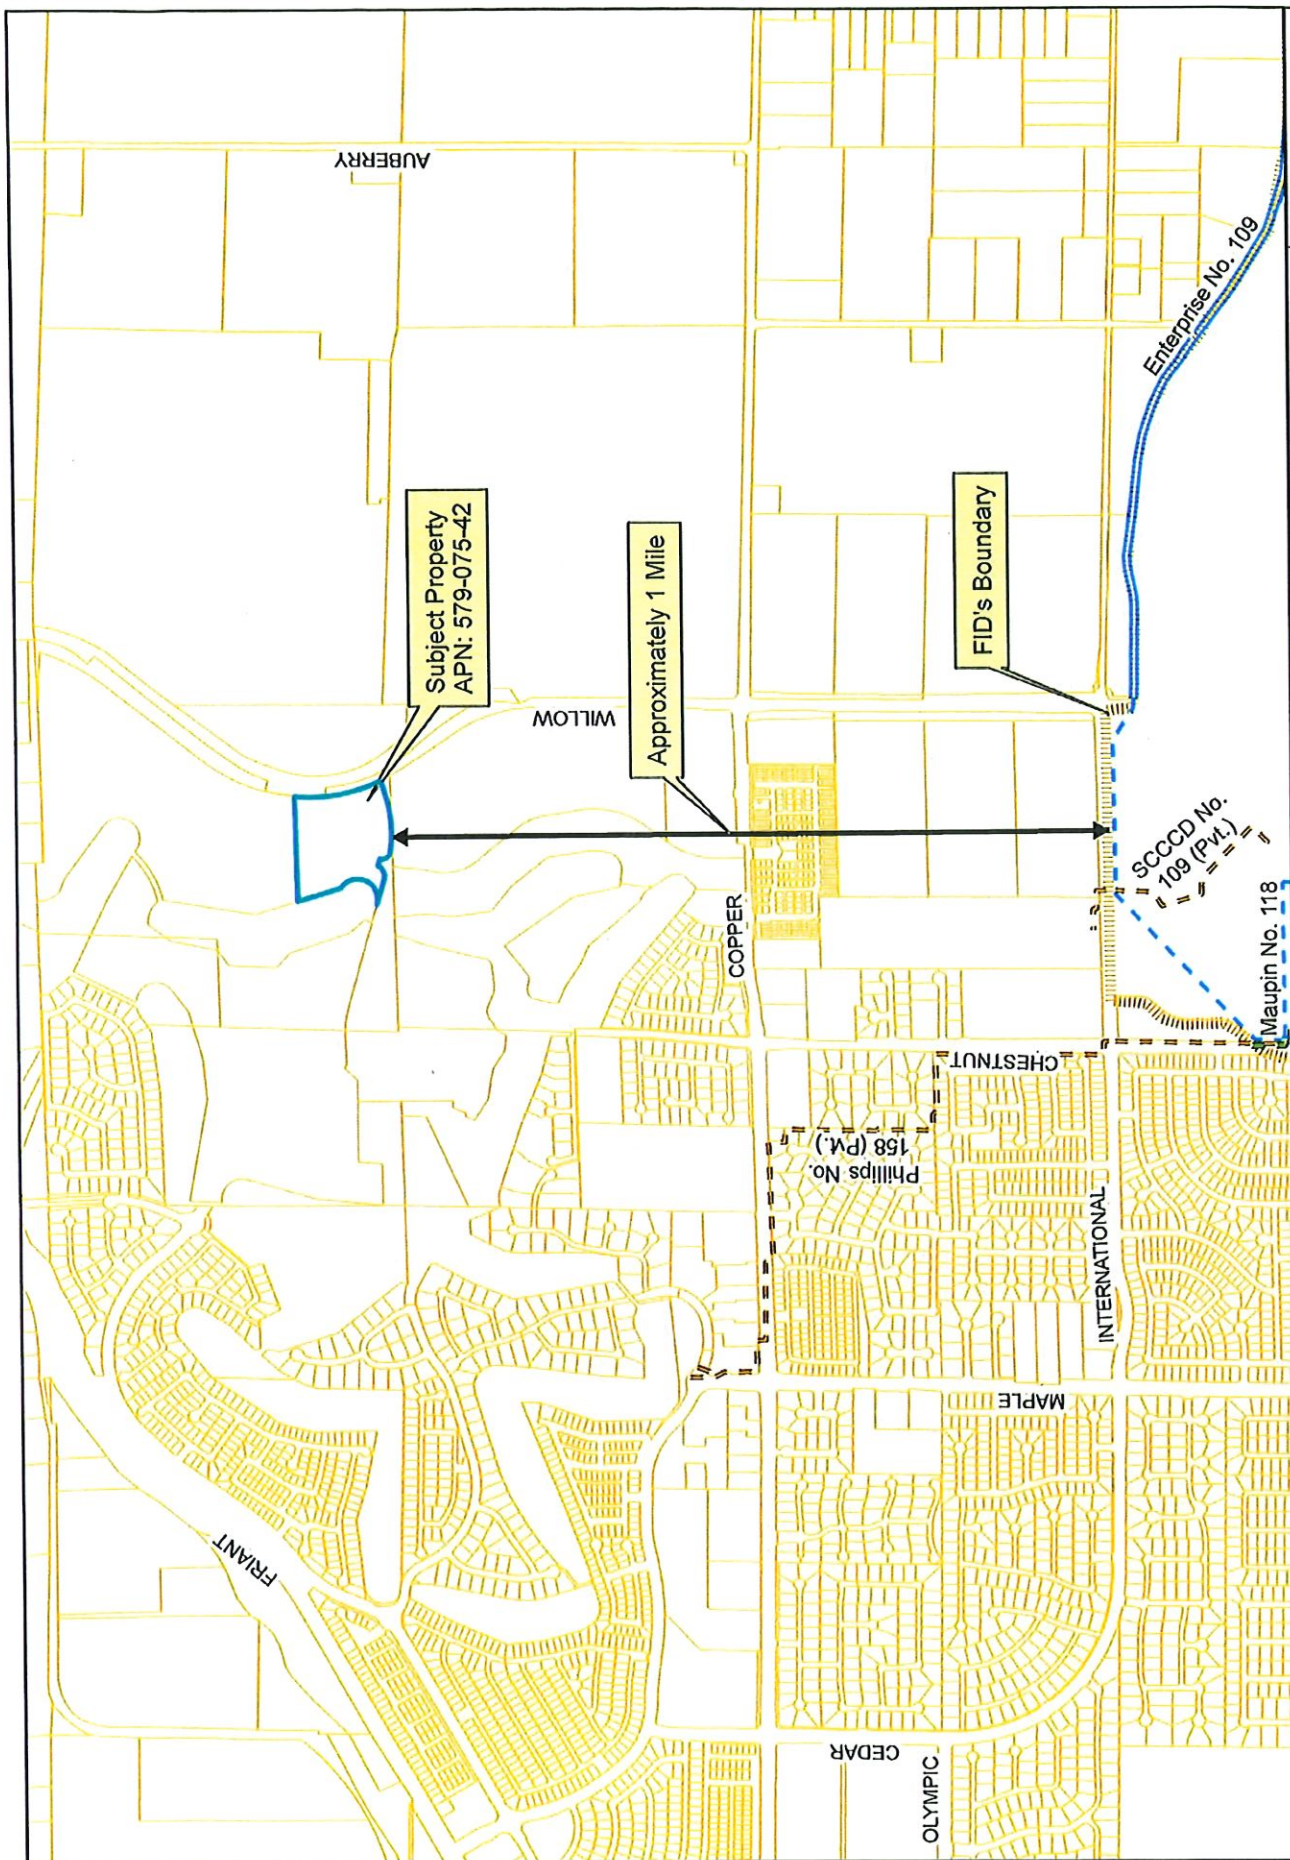 AUBERRY
Enterprise No. 109
Subject Property
APN: 579-075-42
Approximately 1 Mile
FID's Boundary
WILLOW
SCCCD No.
109 (Pvt.)
Maupin No. 118
COPPER
CHESTNUT
Phillips No.
158 (Pvt.)
INTERNATIONAL
MAPLE
FRIANT
CEDAR
OLYMPIC